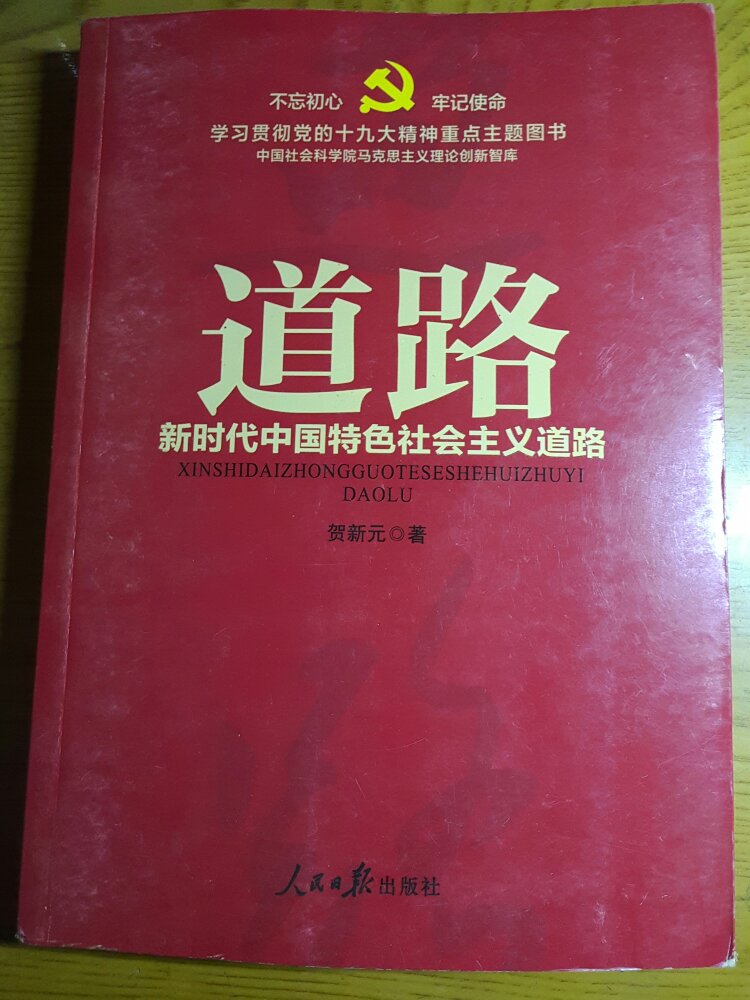 不忘初心 牢记使命
学习贯彻党的十九大精神重点主题图书
中国社会科学院马克思主义理论创新智库
道路
新时代中国特色社会主义道路
XINSHIDAIZHONGGUOTESESHEHUIZHUYI
DAOLU
贺新元◎著
人民日报出版社